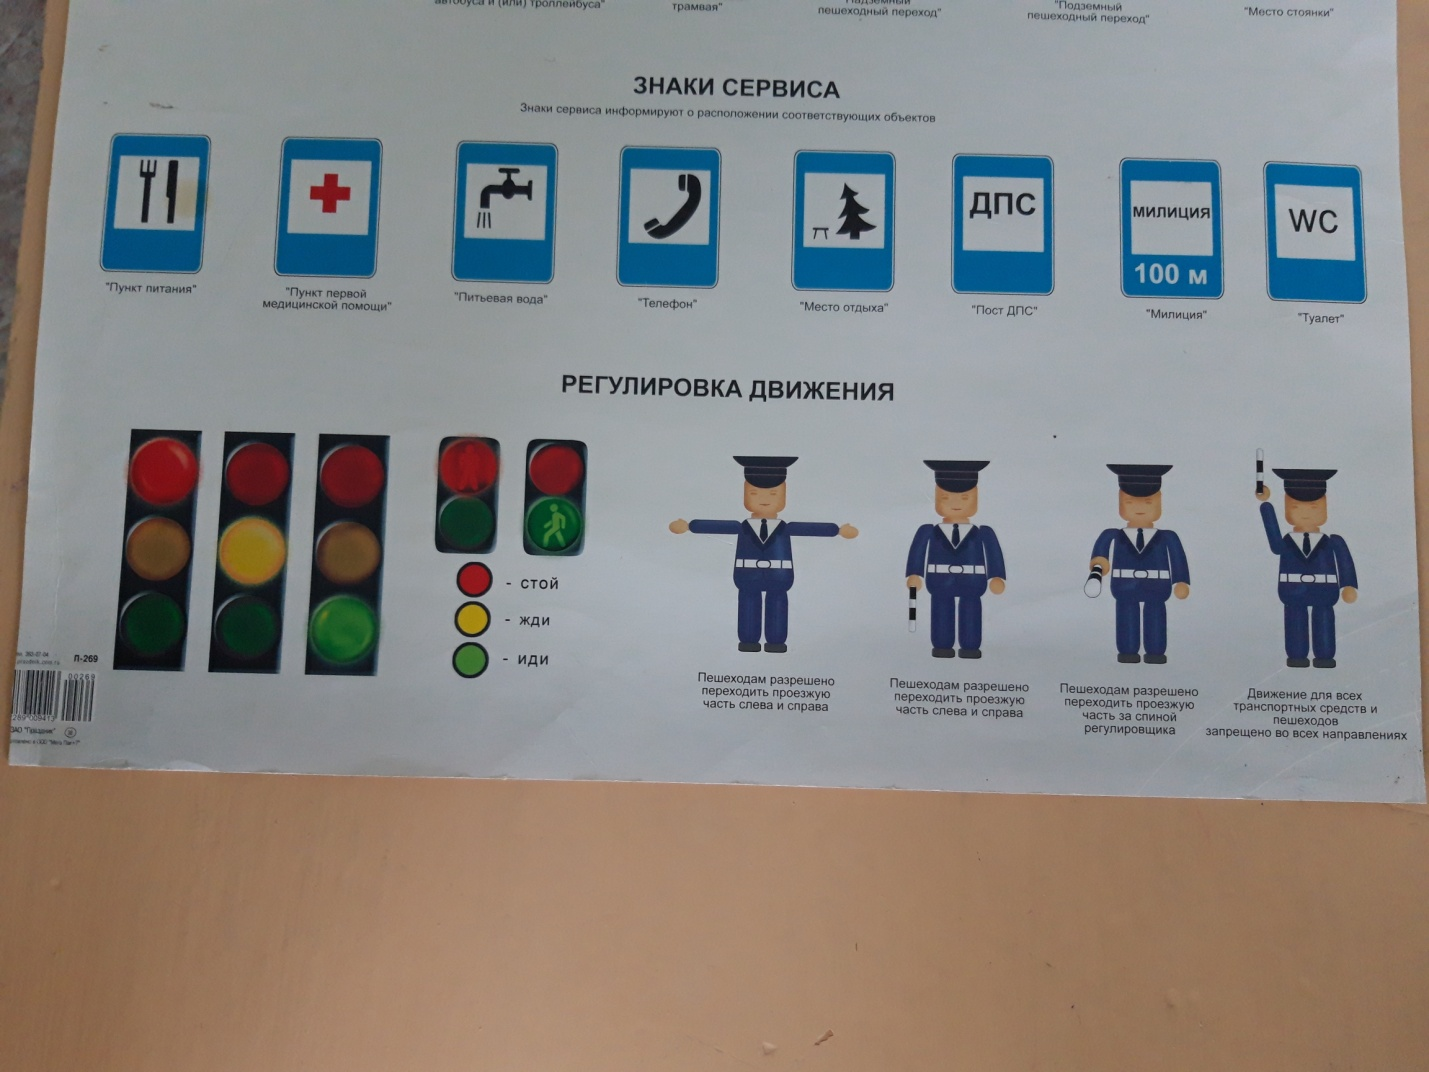 автобуса и (или) троллейбуса"
трамвая"
"Надземный
пешеходный переход"
"Подземный
пешеходный переход"
"Место стоянки"
ЗНАКИ СЕРВИСА
Знаки сервиса информируют о расположении соответствующих объектов
ДПС
МИЛИЦИЯ
100 м
WC
"Пункт питания"
"Пункт первой
медицинской помощи"
"Питьевая вода"
"Телефон"
"Место отдыха"
"Пост ДПС"
"Милиция"
"Туалет"
РЕГУЛИРОВКА ДВИЖЕНИЯ
- стой
- жди
- иди
Пешеходам разрешено
переходить проезжую
часть слева и справа
Пешеходам разрешено
переходить проезжую
часть слева и справа
Пешеходам разрешено
переходить проезжую
часть за спиной
регулировщика
Движение для всех
транспортных средств и
пешеходов
запрещено во всех направлениях
П-269
00269
ОАО "Праздник"